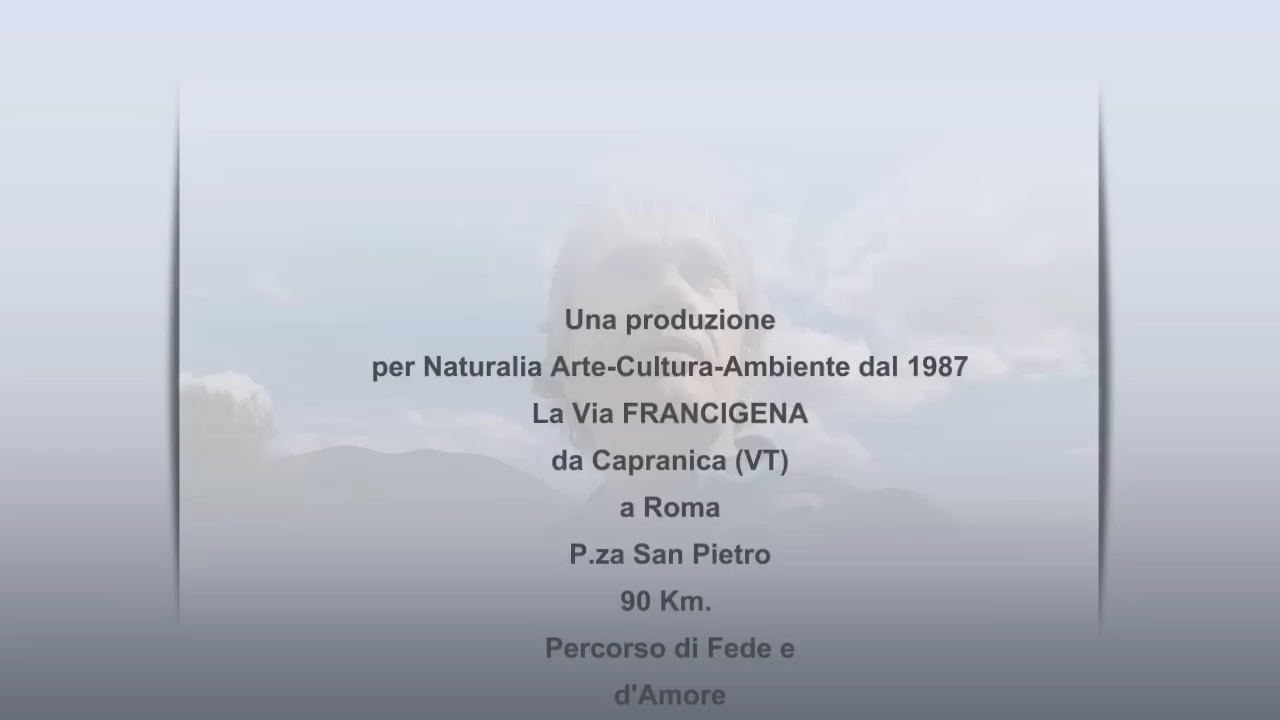 Una produzione
per Naturalia Arte-Cultura-Ambiente dal 1987
La Via FRANCIGENA
da Capranica (VT)
a Roma
P.za San Pietro
90 Km.
Percorso di Fede e
d'Amore